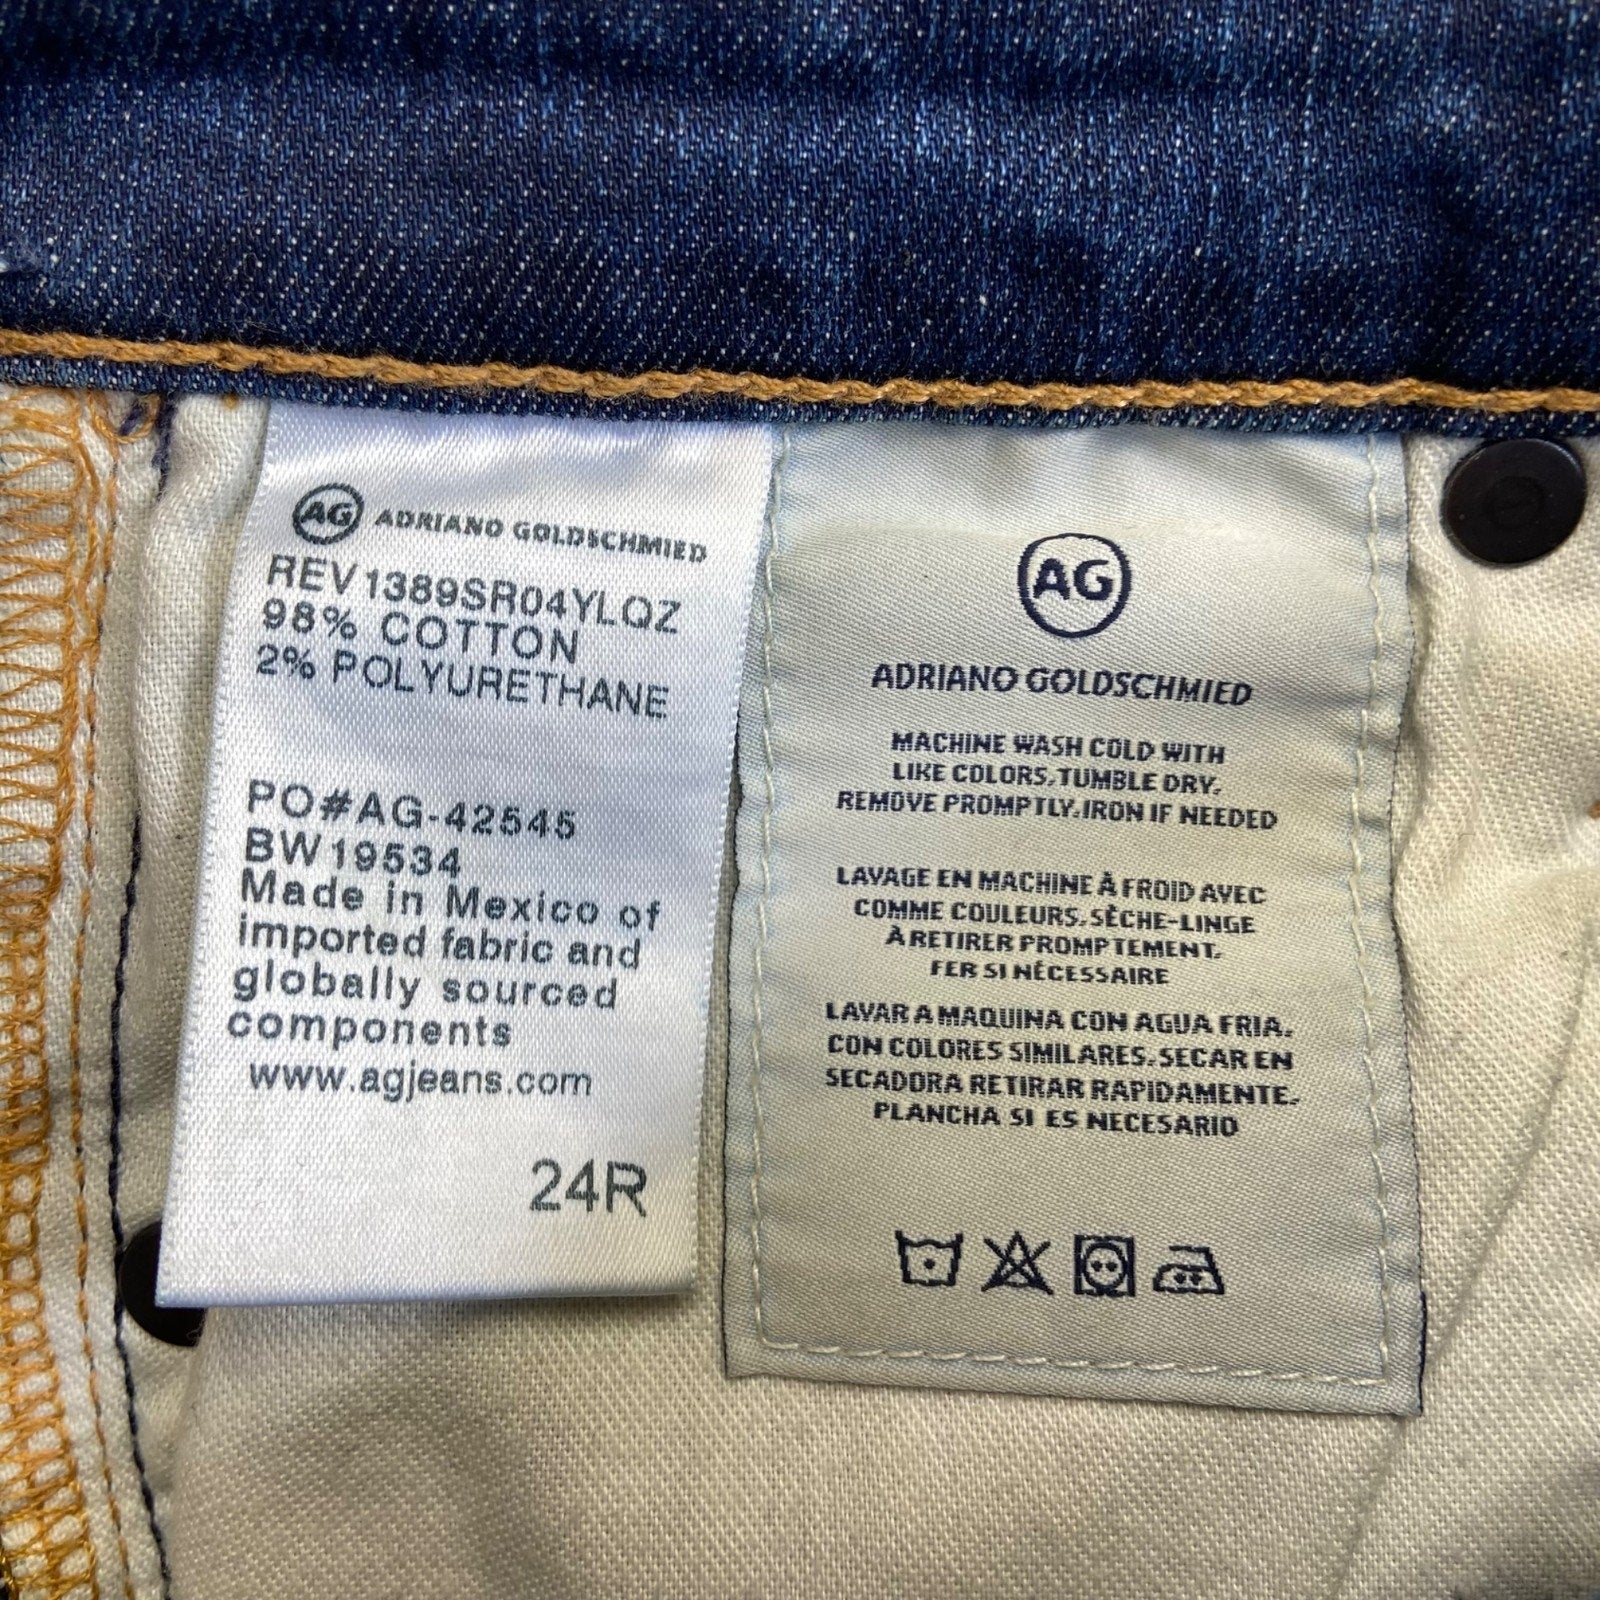 AG ADRIANO GOLDSCHMIED
REV1389SR04YLQZ
98% COTTON
2% POLYURETHANE
PO#AG-42545
BW19534
Made in Mexico of
imported fabric and
globally sourced
components
www.agjeans.com
24R
AG
ADRIANO GOLDSCHMIED
MACHINE WASH COLD WITH
LIKE COLORS, TUMBLE DRY,
REMOVE PROMPTLY, IRON IF NEEDED
LAVAGE EN MACHINE À FROID AVEC
COMME COULEURS, SÈCHE-LINGE
À RETIRER PROMPTEMENT,
FER SI NÉCESSAIRE
LAVAR A MAQUINA CON AGUA FRIA,
CON COLORES SIMILARES, SECAR EN
SECADORA RETIRAR RAPIDAMENTE,
PLANCHA SI ES NECESARIO